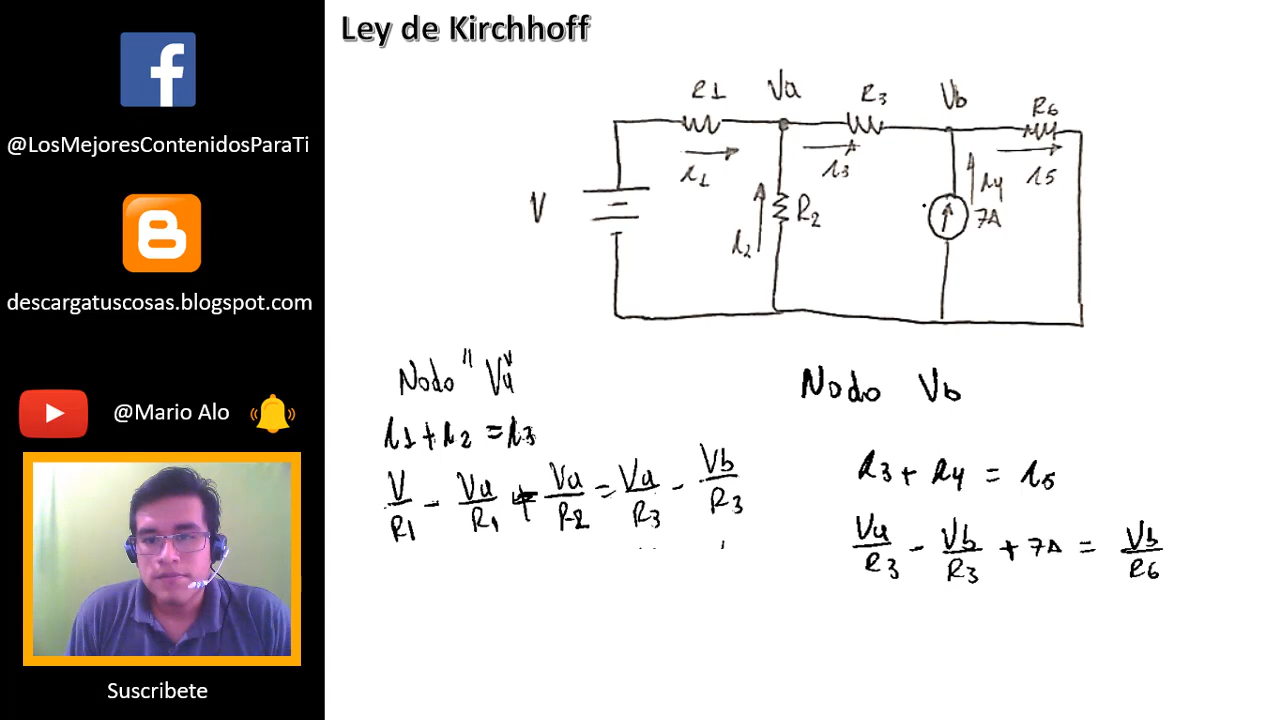 Ley de Kirchhoff
@LosMejoresContenidosParaTi
descargatuscosas.blogspot.com
@Mario Alo
Suscribete
R1 Va R3 Vb R6
i1 i3 i4 i5
V R2 7A
i2
Nodo "Va"
i1 + i2 = i3
V/R1 - Va/R1 + Va/R2 = Va/R3 - Vb/R3
Nodo Vb
i3 + i4 = i5
Va/R3 - Vb/R3 + 7A = Vb/R6